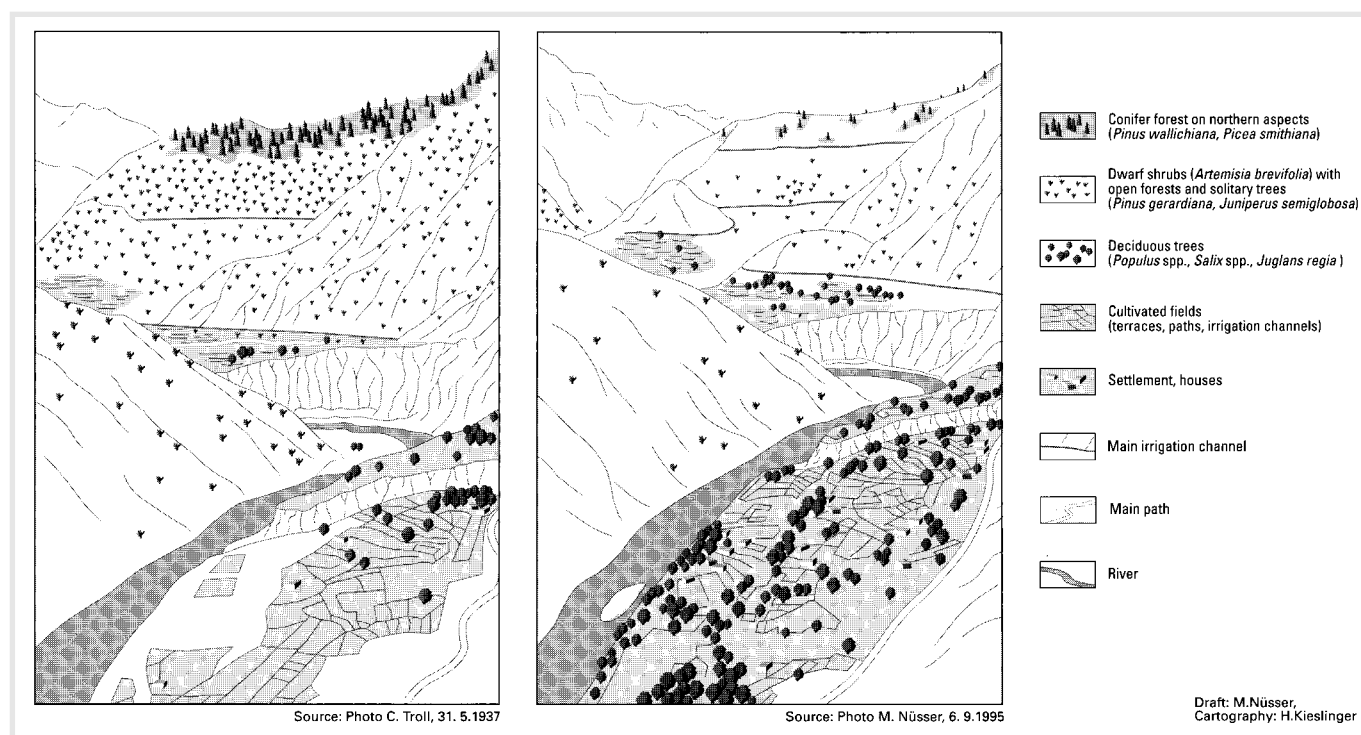 Source: Photo C. Troll, 31. 5.1937
Source: Photo M. Nüsser, 6. 9.1995
Conifer forest on northern aspects
(Pinus wallichiana, Picea smithiana)
Dwarf shrubs (Artemisia brevifolia) with
open forests and solitary trees
(Pinus gerardiana, Juniperus semiglobosa)
Deciduous trees
(Populus spp., Salix spp., Juglans regia )
Cultivated fields
(terraces, paths, irrigation channels)
Settlement, houses
Main irrigation channel
Main path
River
Draft: M.Nüsser,
Cartography: H.Kieslinger